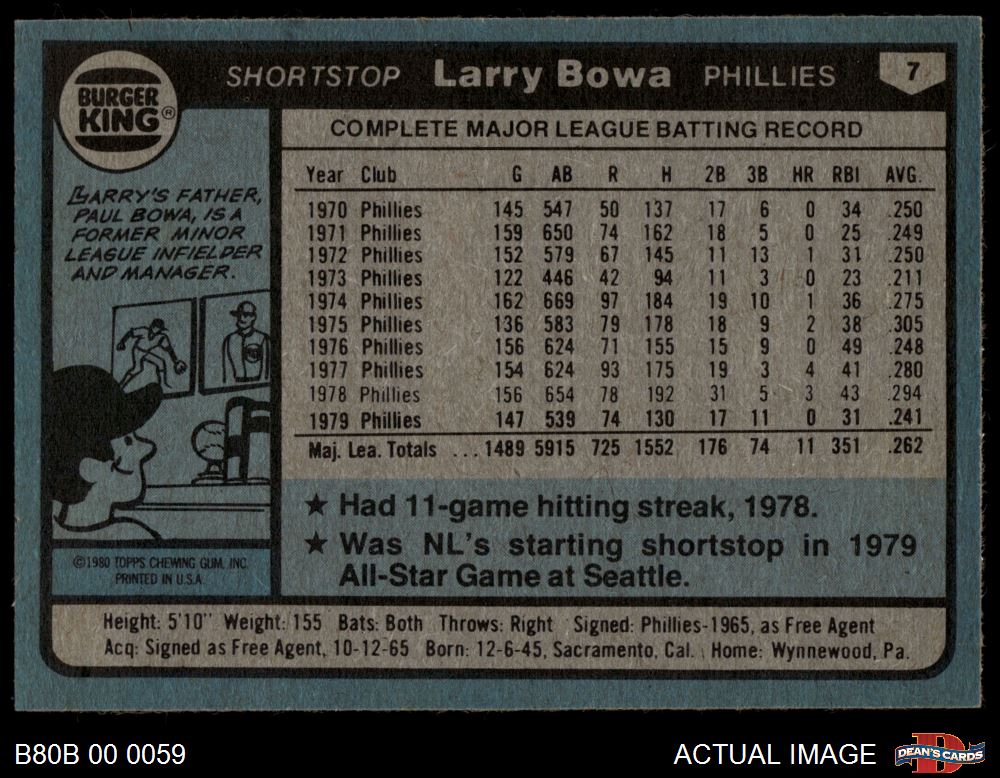 BURGER
KING®
SHORTSTOP Larry Bowa PHILLIES 7
COMPLETE MAJOR LEAGUE BATTING RECORD
Year Club G AB R H 2B 3B HR RBI AVG.
1970 Phillies 145 547 50 137 17 6 0 34 .250
1971 Phillies 159 650 74 162 18 5 0 25 .249
1972 Phillies 152 579 67 145 11 13 1 31 .250
1973 Phillies 122 446 42 94 11 3 0 23 .211
1974 Phillies 162 669 97 184 19 10 1 36 .275
1975 Phillies 136 583 79 178 18 9 2 38 .305
1976 Phillies 156 624 71 155 15 9 0 49 .248
1977 Phillies 154 624 93 175 19 3 4 41 .280
1978 Phillies 156 654 78 192 31 5 3 43 .294
1979 Phillies 147 539 74 130 17 11 0 31 .241
Maj. Lea. Totals ... 1489 5915 725 1552 176 74 11 351 .262
LARRY'S FATHER,
PAUL BOWA, IS A
FORMER MINOR
LEAGUE INFIELDER
AND MANAGER.
★ Had 11-game hitting streak, 1978.
★ Was NL's starting shortstop in 1979
All-Star Game at Seattle.
©1980 TOPPS CHEWING GUM, INC.
PRINTED IN U.S.A.
Height: 5'10" Weight: 155 Bats: Both Throws: Right Signed: Phillies-1965, as Free Agent
Acq: Signed as Free Agent, 10-12-65 Born: 12-6-45, Sacramento, Cal. Home: Wynnewood, Pa.
B80B 00 0059
ACTUAL IMAGE
DEAN'S CARDS